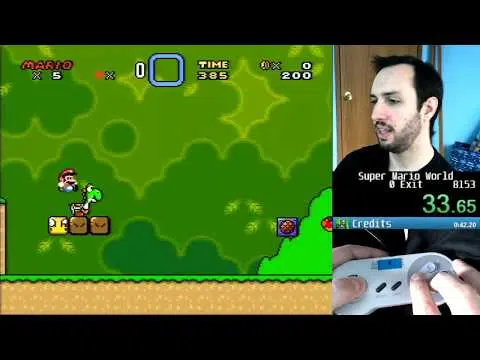 MARIO TIME
x 5 x 0 385 x 0
200
Super Mario World
0 Exit 8153
33.65
Credits 0:42.20